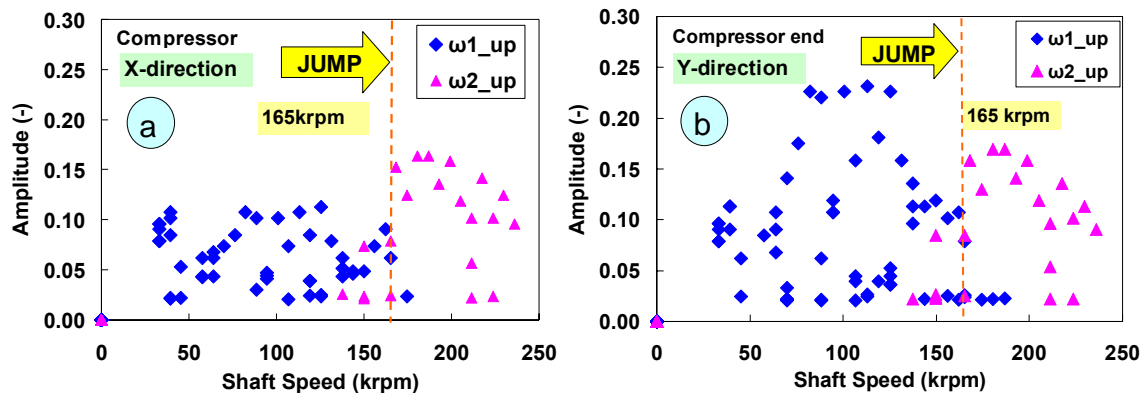 0.30
0.25
0.20
0.15
0.10
0.05
0.00
Amplitude (-)
Compressor
X-direction
JUMP
165krpm
a
ω1_up
ω2_up
0
50
100
150
200
250
Shaft Speed (krpm)
0.30
0.25
0.20
0.15
0.10
0.05
0.00
Amplitude (-)
Compressor end
Y-direction
JUMP
165 krpm
b
ω1_up
ω2_up
0
50
100
150
200
250
Shaft Speed (krpm)